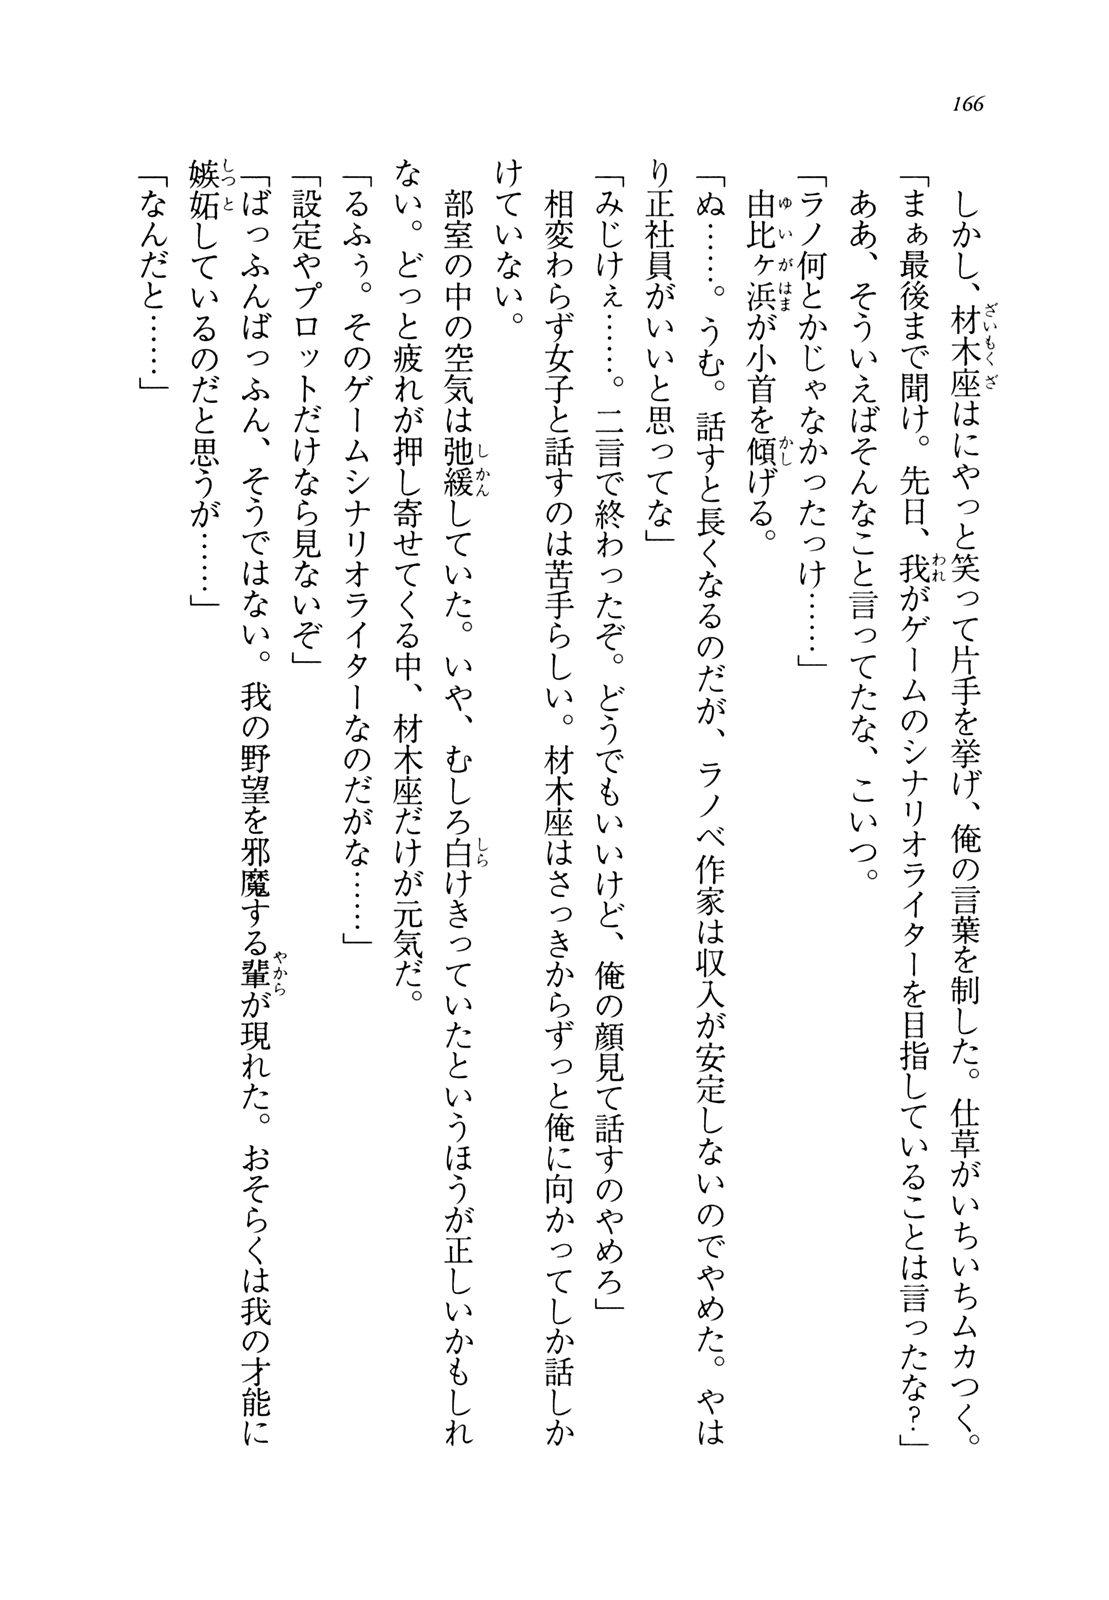 166
しかし、材木座はにやっと笑って片手を挙げ、俺の言葉を制した。仕草がいちいちムカつく。
「まぁ最後まで聞け。先日、我がゲームのシナリオライターを目指していることは言ったな?」
ああ、そういえばそんなこと言ってたな、こいつ。
「ラノ何とかじゃなかったっけ……」
由比ヶ浜が小首を傾げる。
「ぬ……。うむ。話すと長くなるのだが、ラノベ作家は収入が安定しないのでやめた。やは
り正社員がいいと思ってな」
「みじけぇ……。二言で終わったぞ。どうでもいいけど、俺の顔見て話すのやめろ」
相変わらず女子と話すのは苦手らしい。材木座はさっきからずっと俺に向かってしか話しか
けていない。
部室の中の空気は弛緩していた。いや、むしろ白けきっていたというほうが正しいかもしれ
ない。どっと疲れが押し寄せてくる中、材木座だけが元気だ。
「るふぅ。そのゲームシナリオライターなのだがな……」
「設定やプロットだけなら見ないぞ」
「ばっふんばっふん、そうではない。我の野望を邪魔する輩が現れた。おそらくは我の才能に
嫉妬しているのだと思うが……」
「なんだと……」